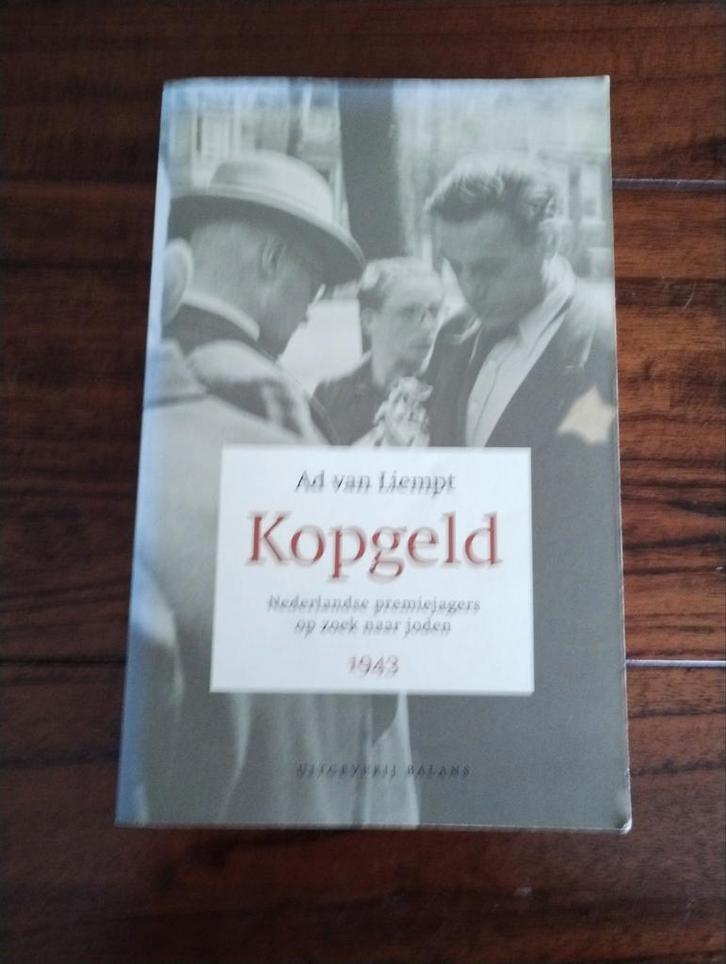 Ad van Liempt
Kopgeld
Nederlandse premiejagers
op zoek naar joden
1943
UITGEVERIJ BALANS